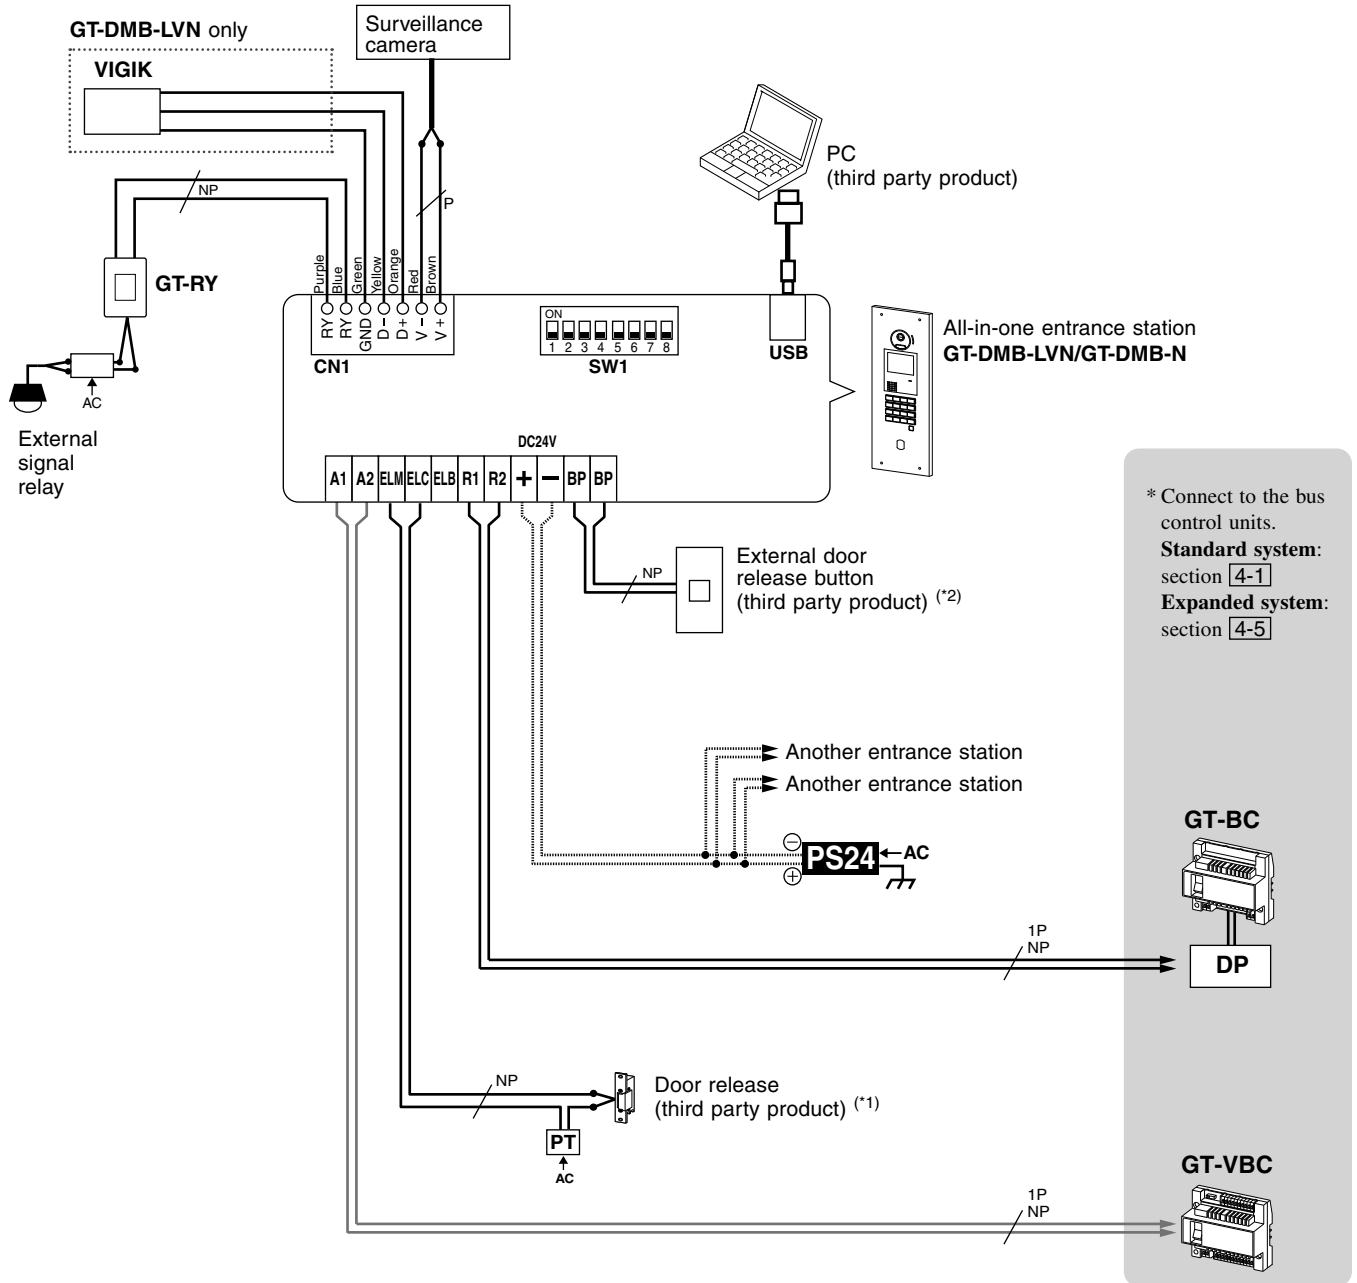 GT-DMB-LVN only
VIGIK
Surveillance
camera
NP
P
PC
(third party product)
GT-RY
Purple
Blue
Green
Yellow
Orange
Red
Brown
RY
RY
GND
D−
D+
V−
V+
CN1
ON
1 2 3 4 5 6 7 8
SW1
USB
All-in-one entrance station
GT-DMB-LVN/GT-DMB-N
AC
External
signal
relay
DC24V
A1 A2 ELM ELC ELB R1 R2 + − BP BP
* Connect to the bus
control units.
Standard system:
section 4-1
Expanded system:
section 4-5
NP
External door
release button
(third party product) (*2)
Another entrance station
Another entrance station
−
PS24
AC
+
GT-BC
1P
NP
DP
NP
Door release
(third party product) (*1)
PT
AC
GT-VBC
1P
NP